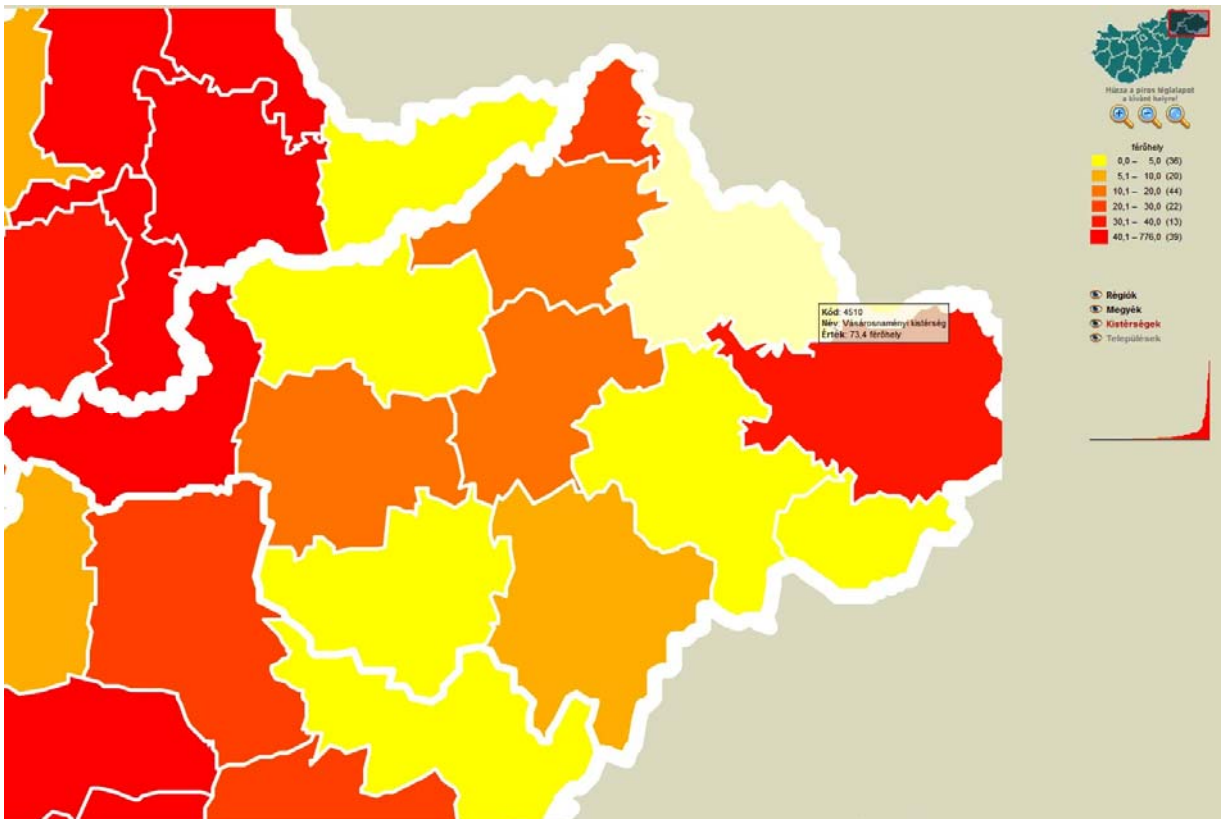 Húzza a piros téglalapot
a kívánt helyre!
férőhely
0,0 – 5,0 (36)
5,1 – 10,0 (20)
10,1 – 20,0 (44)
20,1 – 30,0 (22)
30,1 – 40,0 (13)
40,1 – 776,0 (39)
Régiók
Megyék
Kistérségek
Települések
Kód: 4510
Név: Vásárosnaményi kistérség
Érték: 73,4 férőhely